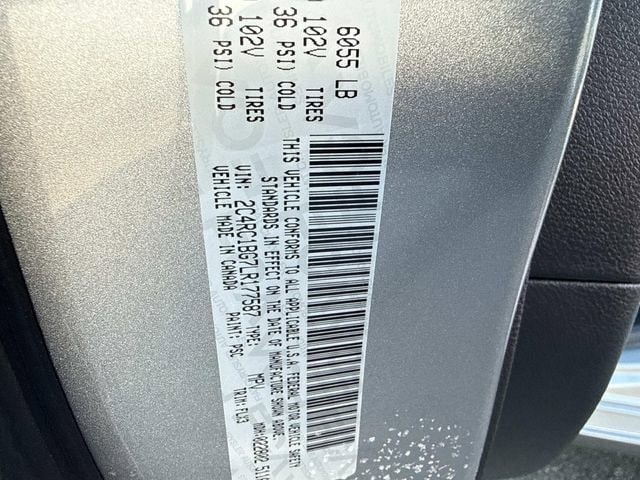 6055 LB
102V TIRES
36 PSI) COLD
102V TIRES
36 PSI) COLD
THIS VEHICLE CONFORMS TO ALL APPLICABLE U.S.A. FEDERAL MOTOR VEHICLE SAFETY
STANDARDS IN EFFECT ON THE DATE OF MANUFACTURE SHOWN ABOVE.
VIN: 2C4RC1BG7LR177587 TYPE: MPV
VEHICLE MADE IN CANADA PAINT: PSC TRIM: FLX3